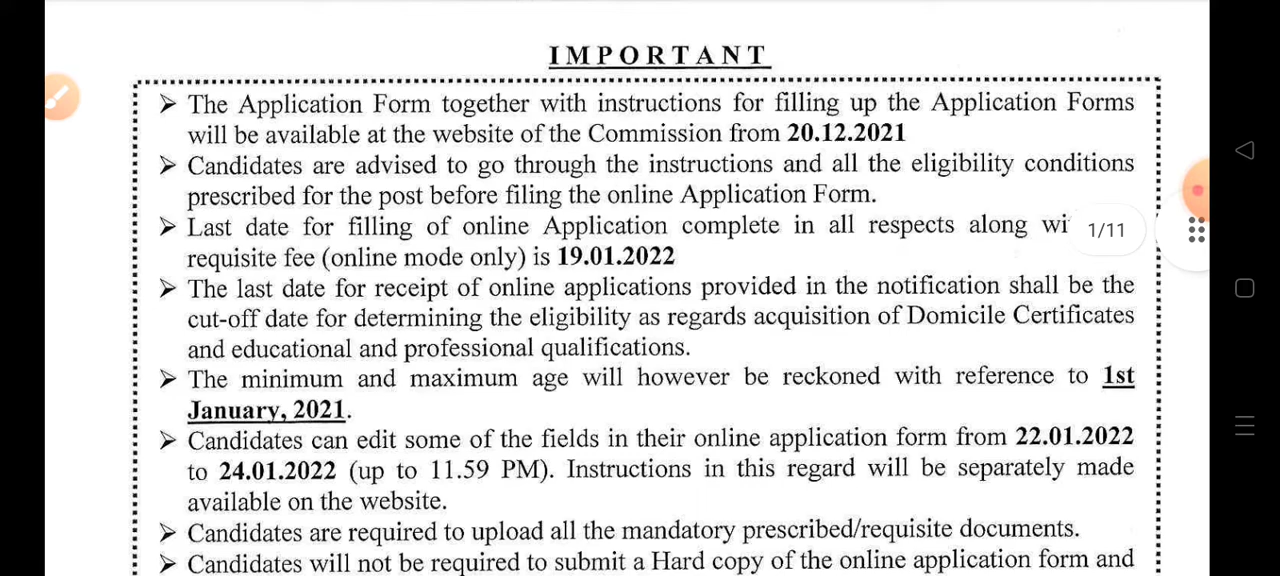 IMPORTANT
➢ The Application Form together with instructions for filling up the Application Forms
will be available at the website of the Commission from 20.12.2021
➢ Candidates are advised to go through the instructions and all the eligibility conditions
prescribed for the post before filing the online Application Form.
➢ Last date for filling of online Application complete in all respects along wi
requisite fee (online mode only) is 19.01.2022
1/11
➢ The last date for receipt of online applications provided in the notification shall be the
cut-off date for determining the eligibility as regards acquisition of Domicile Certificates
and educational and professional qualifications.
➢ The minimum and maximum age will however be reckoned with reference to 1st
January, 2021.
➢ Candidates can edit some of the fields in their online application form from 22.01.2022
to 24.01.2022 (up to 11.59 PM). Instructions in this regard will be separately made
available on the website.
➢ Candidates are required to upload all the mandatory prescribed/requisite documents.
➢ Candidates will not be required to submit a Hard copy of the online application form and